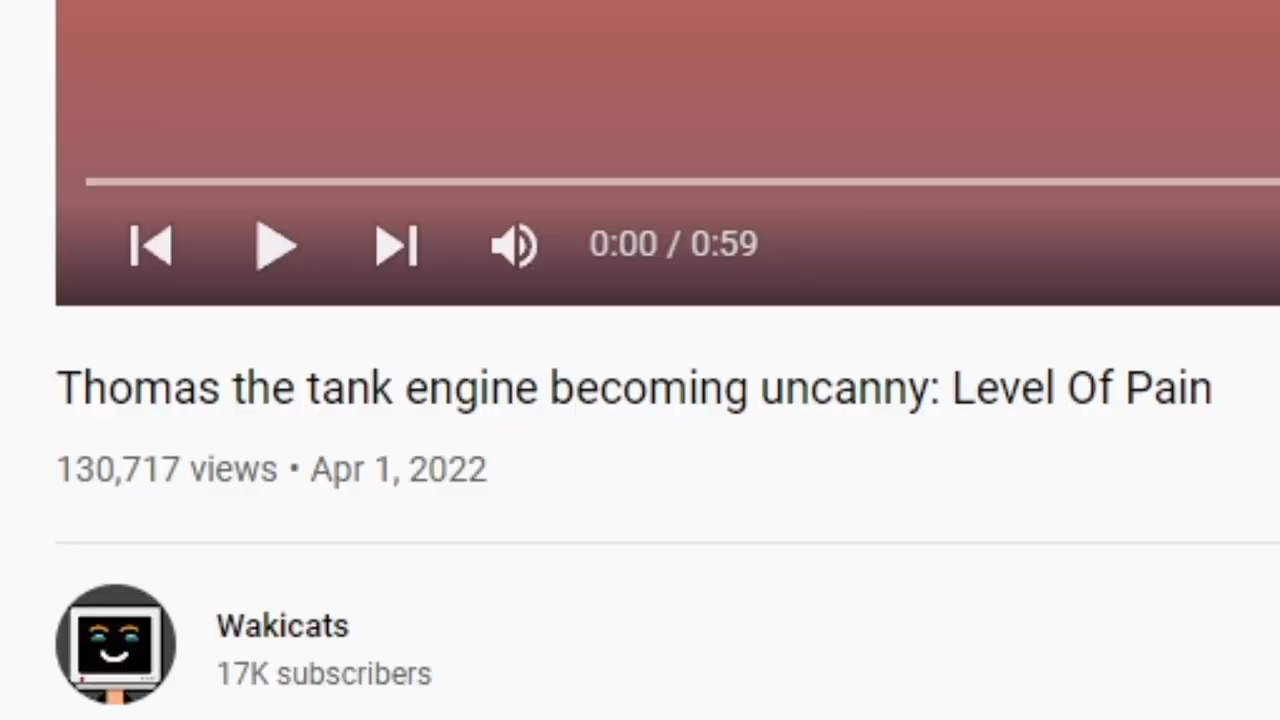 0:00 / 0:59
Thomas the tank engine becoming uncanny: Level Of Pain
130,717 views • Apr 1, 2022
Wakicats
17K subscribers